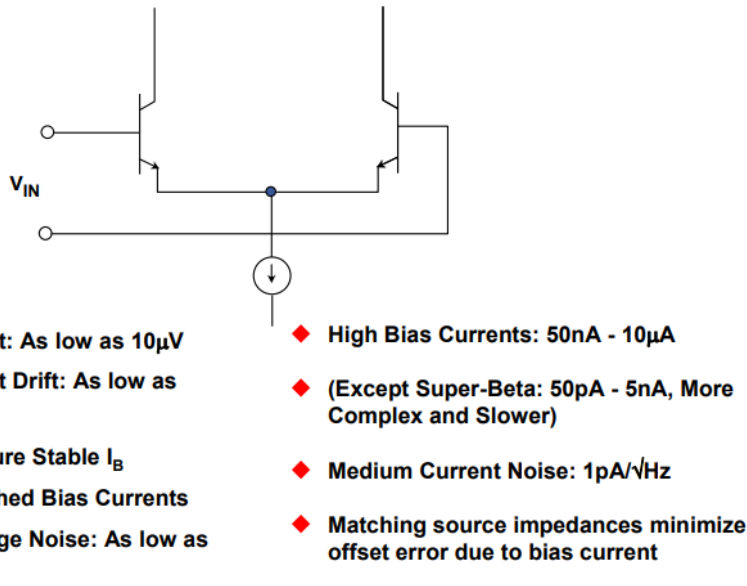 VIN
t: As low as 10μV
t Drift: As low as
ure Stable IB
hed Bias Currents
ge Noise: As low as
High Bias Currents: 50nA - 10μA
(Except Super-Beta: 50pA - 5nA, More
Complex and Slower)
Medium Current Noise: 1pA/√Hz
Matching source impedances minimize
offset error due to bias current